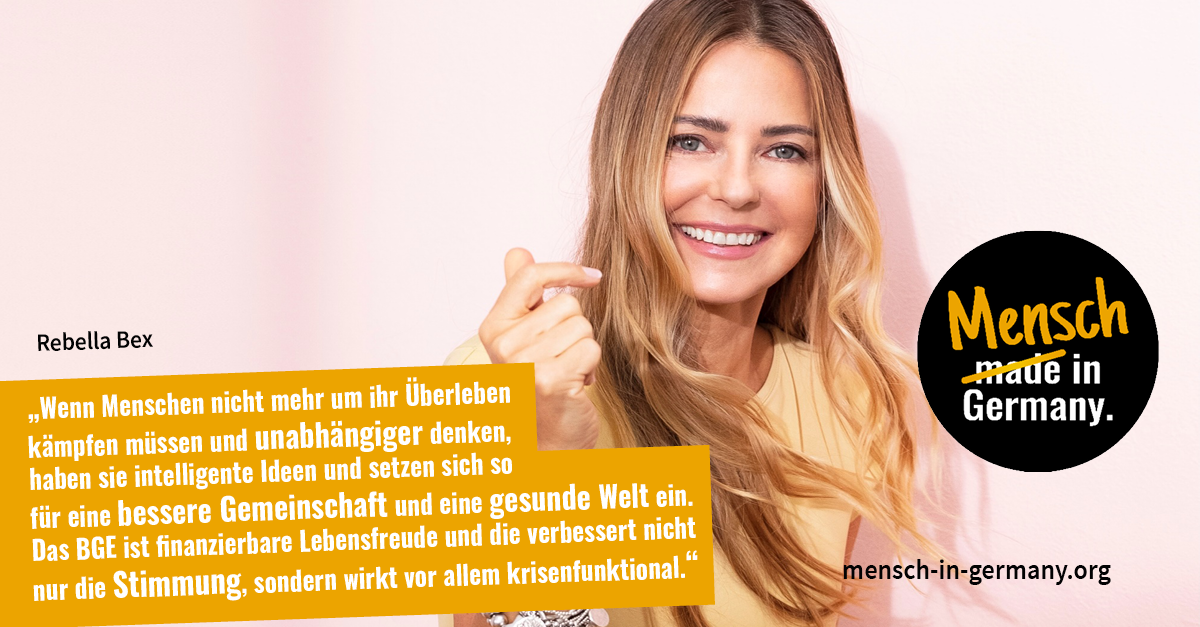 Rebella Bex
„Wenn Menschen nicht mehr um ihr Überleben
kämpfen müssen und unabhängiger denken,
haben sie intelligente Ideen und setzen sich so
für eine bessere Gemeinschaft und eine gesunde Welt ein.
Das BGE ist finanzierbare Lebensfreude und die verbessert nicht
nur die Stimmung, sondern wirkt vor allem krisenfunktional.“
Mensch
made in
Germany.
mensch-in-germany.org